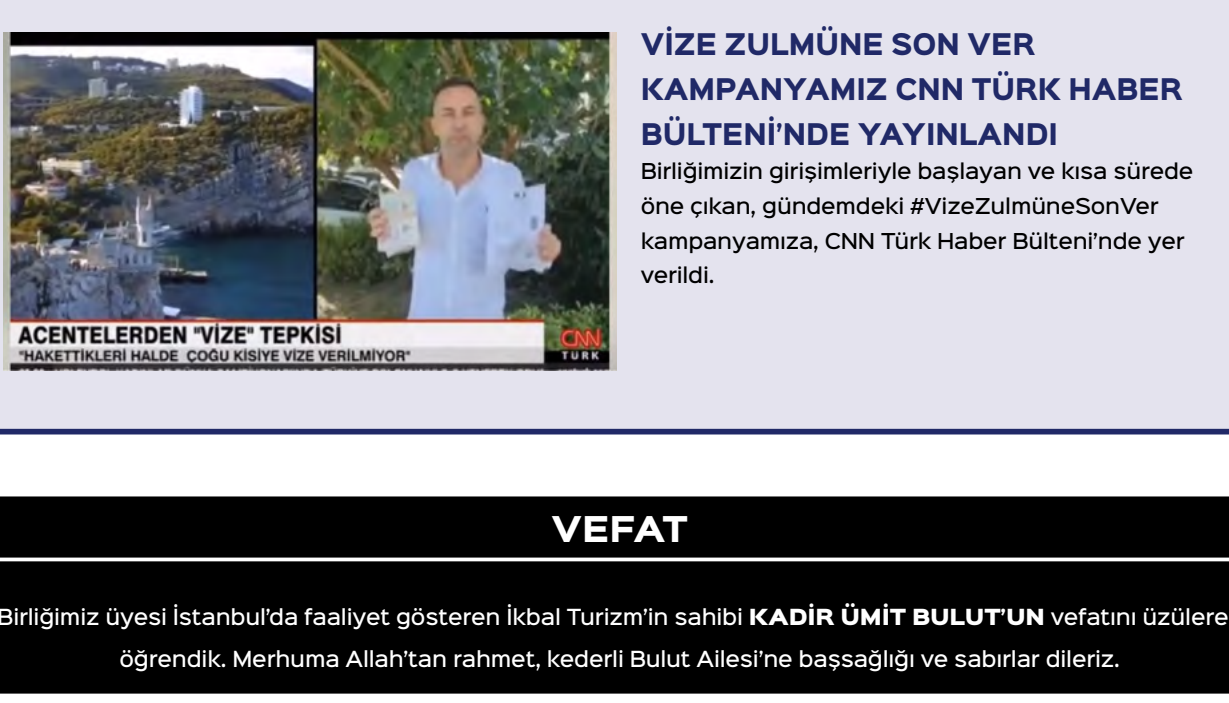 VİZE ZULMÜNE SON VER
KAMPANYAMIZ CNN TÜRK HABER
BÜLTENİ’NDE YAYINLANDI
Birliğimizin girişimleriyle başlayan ve kısa sürede
öne çıkan, gündemdeki #VizeZulmüneSonVer
kampanyamıza, CNN Türk Haber Bülteni’nde yer
verildi.
ACENTELERDEN "VİZE" TEPKİSİ
"HAKETTİKLERİ HALDE ÇOĞU KİSİYE VİZE VERİLMİYOR"
CNN
TÜRK
VEFAT
Birliğimiz üyesi İstanbul’da faaliyet gösteren İkbal Turizm’in sahibi KADİR ÜMİT BULUT’UN vefatını üzülere
öğrendik. Merhuma Allah’tan rahmet, kederli Bulut Ailesi’ne başsağlığı ve sabırlar dileriz.